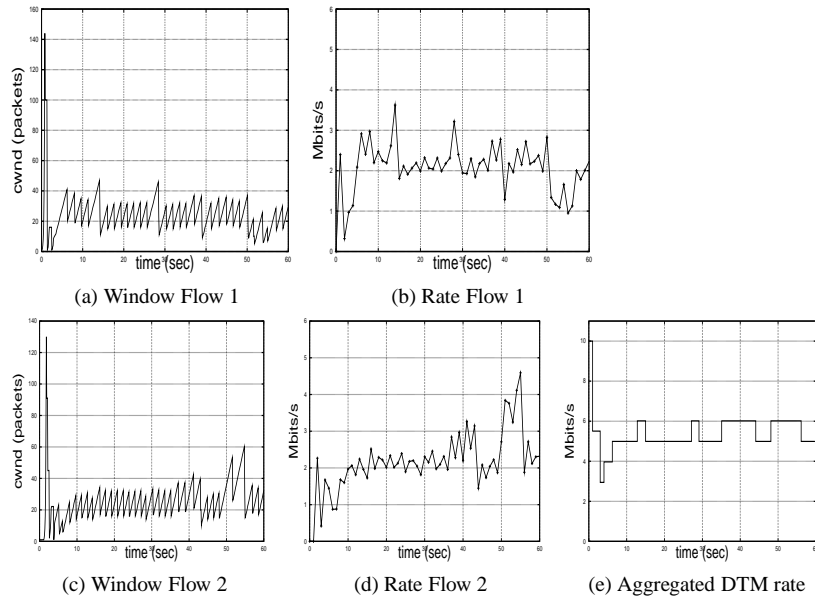 160
140
120
100
80
60
40
20
0
cwnd (packets)
0 10 20 30 40 50 60
time (sec)
(a) Window Flow 1
6
5
4
3
2
1
0
Mbits/s
0 10 20 30 40 50 60
time (sec)
(b) Rate Flow 1
140
120
100
80
60
40
20
0
cwnd (packets)
0 10 20 30 40 50 60
time (sec)
(c) Window Flow 2
6
5
4
3
2
1
0
Mbits/s
0 10 20 30 40 50 60
time (sec)
(d) Rate Flow 2
10
8
6
4
2
0
Mbits/s
0 10 20 30 40 50 60
time (sec)
(e) Aggregated DTM rate